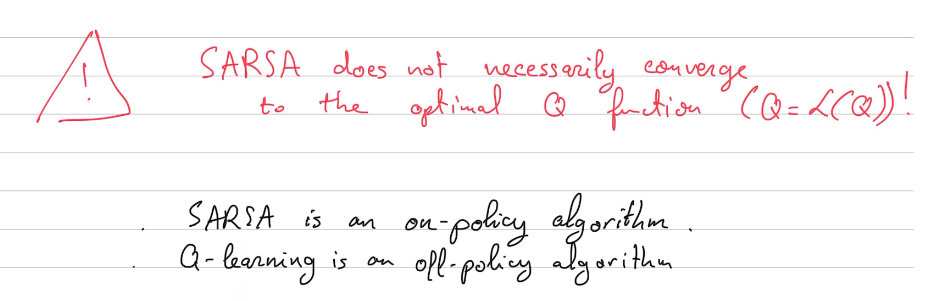 !
SARSA does not necessarily converge
to the optimal Q function (Q = L(Q))!
. SARSA is an on-policy algorithm.
. Q-learning is an off-policy algorithm